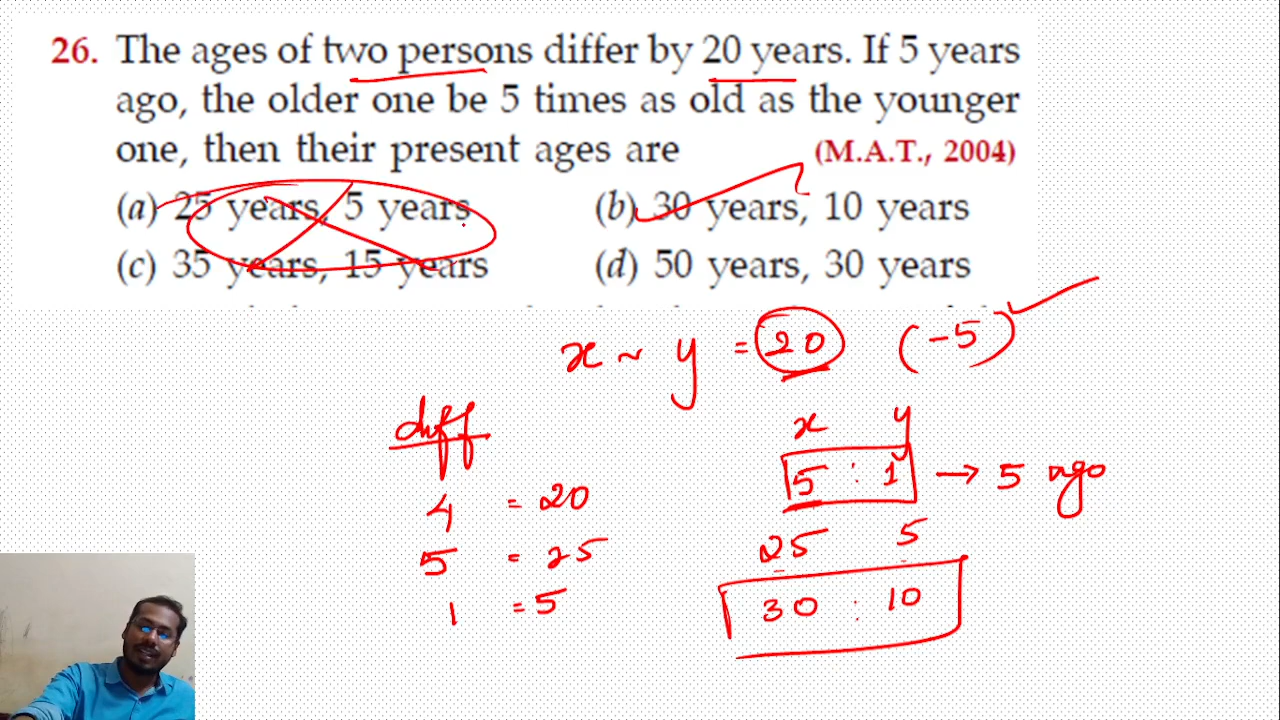 26. The ages of two persons differ by 20 years. If 5 years
ago, the older one be 5 times as old as the younger
one, then their present ages are (M.A.T., 2004)
(a) 25 years, 5 years (b) 30 years, 10 years
(c) 35 years, 15 years (d) 50 years, 30 years
x ~ y = 20 (-5)
diff
4 = 20
5 = 25
1 = 5
x y
5 : 1 → 5 ago
25 5
30 : 10